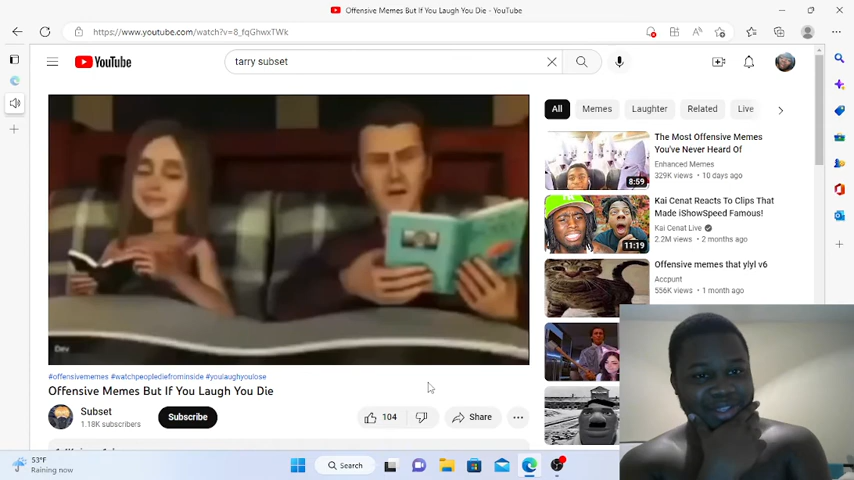 Offensive Memes But If You Laugh You Die - YouTube
https://www.youtube.com/watch?v=8_fqGhwxTWk
YouTube
tarry subset
All
Memes
Laughter
Related
Live
The Most Offensive Memes
You've Never Heard Of
Enhanced Memes
329K views • 10 days ago
8:59
Kai Cenat Reacts To Clips That
Made iShowSpeed Famous!
Kai Cenat Live
2.2M views • 2 months ago
11:19
Offensive memes that ylyl v6
Accpunt
556K views • 1 month ago
Dev
#offensivememes #watchpeoplediefrominside #youlaughyoulose
Offensive Memes But If You Laugh You Die
Subset
1.18K subscribers
Subscribe
104
Share
53°F
Raining now
Search